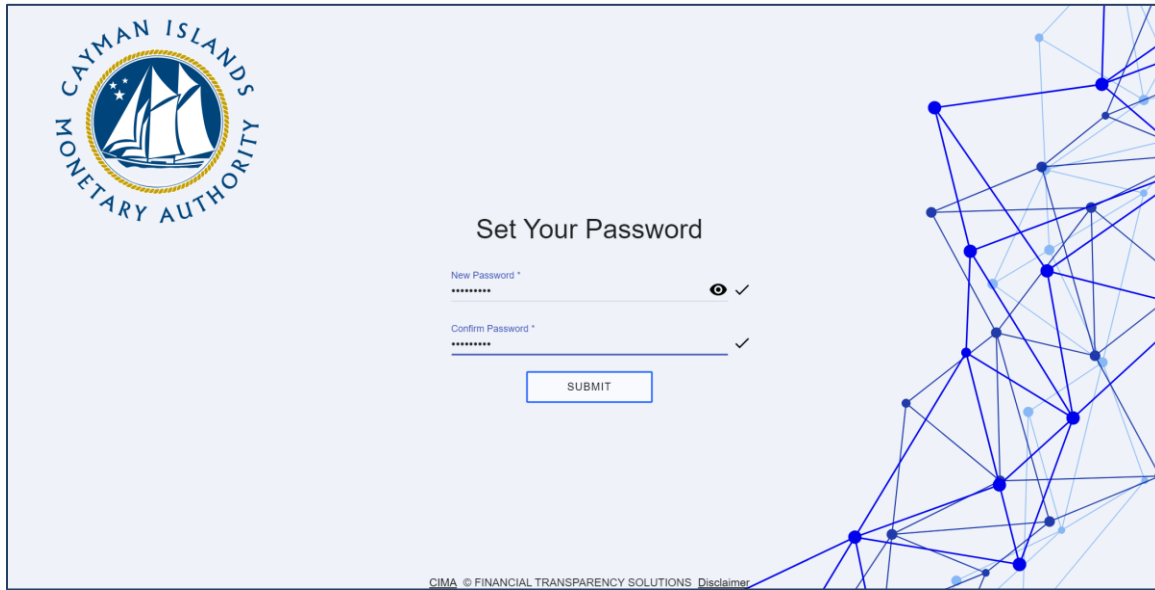 CAYMAN ISLANDS
MONETARY AUTHORITY
Set Your Password
New Password *
•••••••••
Confirm Password *
•••••••••
SUBMIT
CIMA © FINANCIAL TRANSPARENCY SOLUTIONS Disclaimer